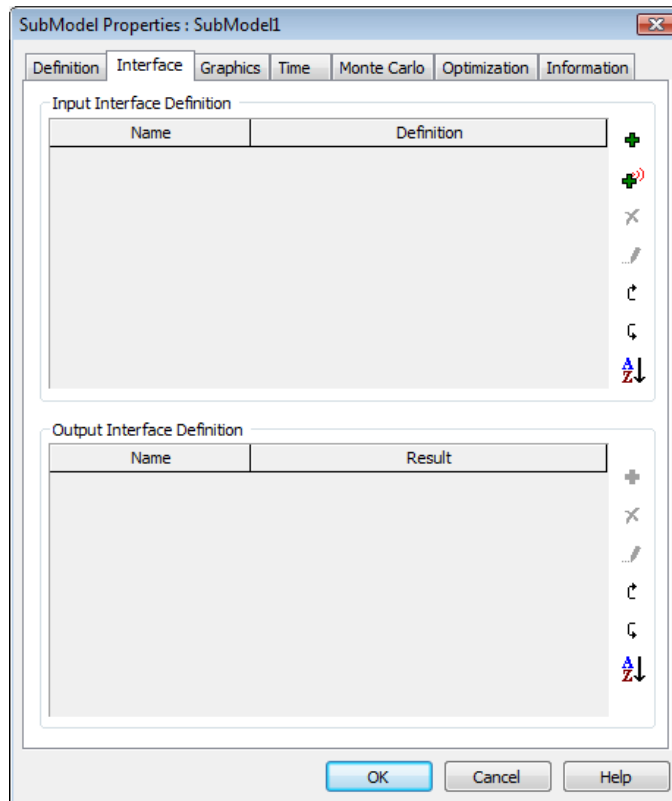 SubModel Properties : SubModel1
Definition Interface Graphics Time Monte Carlo Optimization Information
Input Interface Definition
Name Definition
A
Z
Output Interface Definition
Name Result
A
Z
OK Cancel Help